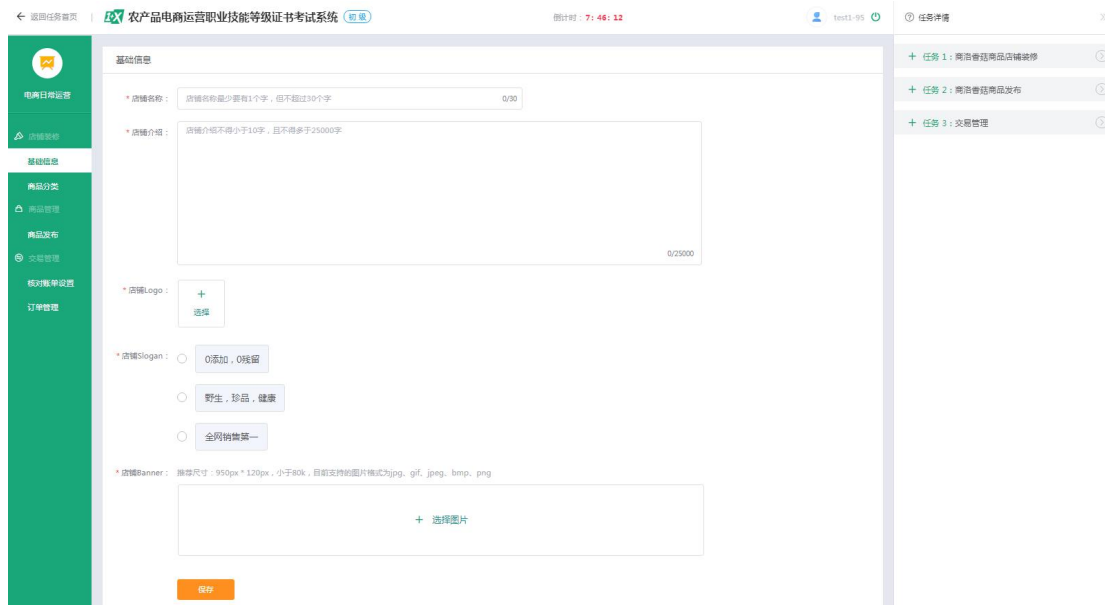 返回任务首页
农产品电商运营职业技能等级证书考试系统 初级
倒计时：7: 46: 12
test1-95
任务详情
电商日常运营
店铺装修
基础信息
商品分类
商品管理
商品发布
交易管理
核对账单设置
订单管理
基础信息
* 店铺名称：
店铺名称最少要有1个字，但不超过30个字
0/30
* 店铺介绍：
店铺介绍不得小于10字，且不得多于25000字
0/25000
* 店铺Logo：
+
选择
* 店铺Slogan：
0添加，0残留
野生，珍品，健康
全网销售第一
* 店铺Banner：
推荐尺寸：950px * 120px，小于80k，目前支持的图片格式为jpg、gif、jpeg、bmp、png
+ 选择图片
保存
+ 任务 1：商洛香菇商品店铺装修
+ 任务 2：商洛香菇商品发布
+ 任务 3：交易管理